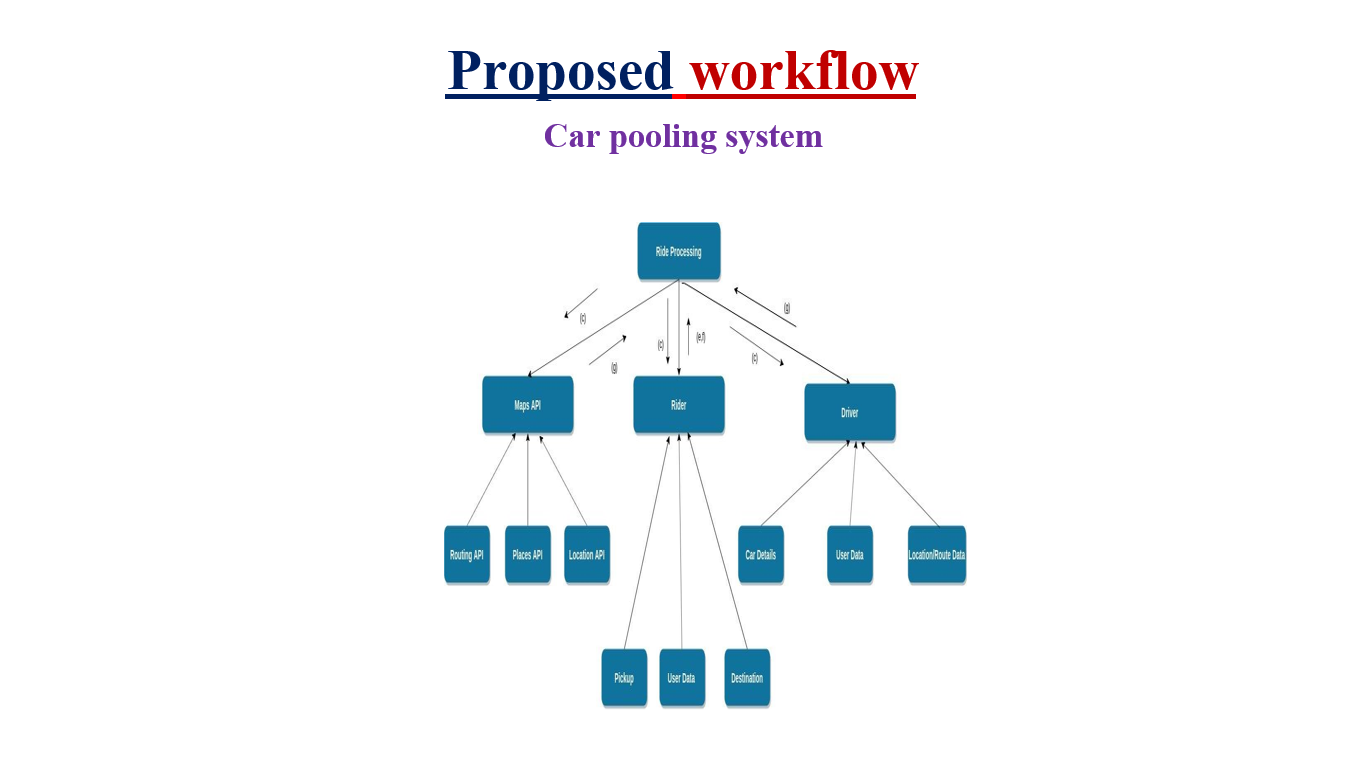 Proposed workflow
Car pooling system
Ride Processing
(g)
(c)
(c)
(e,f)
(c)
(g)
Maps API
Rider
Driver
Routing API
Places API
Location API
Car Details
User Data
Location/Route Data
Pickup
User Data
Destination